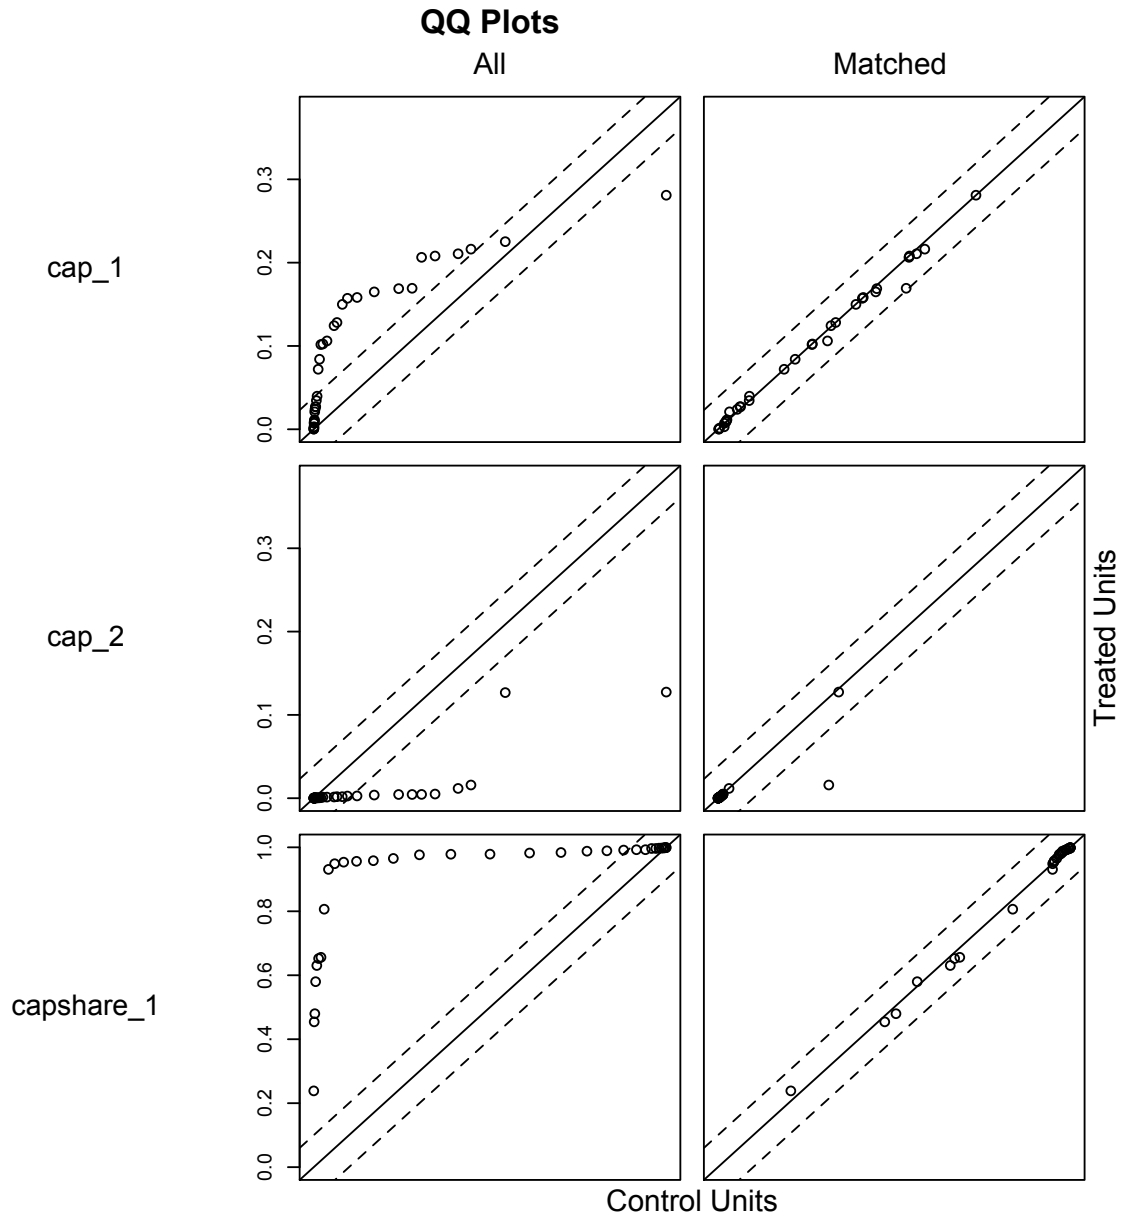 QQ Plots
All
Matched
cap_1
0.0 0.1 0.2 0.3
cap_2
0.0 0.1 0.2 0.3
capshare_1
0.0 0.2 0.4 0.6 0.8 1.0
Treated Units
Control Units